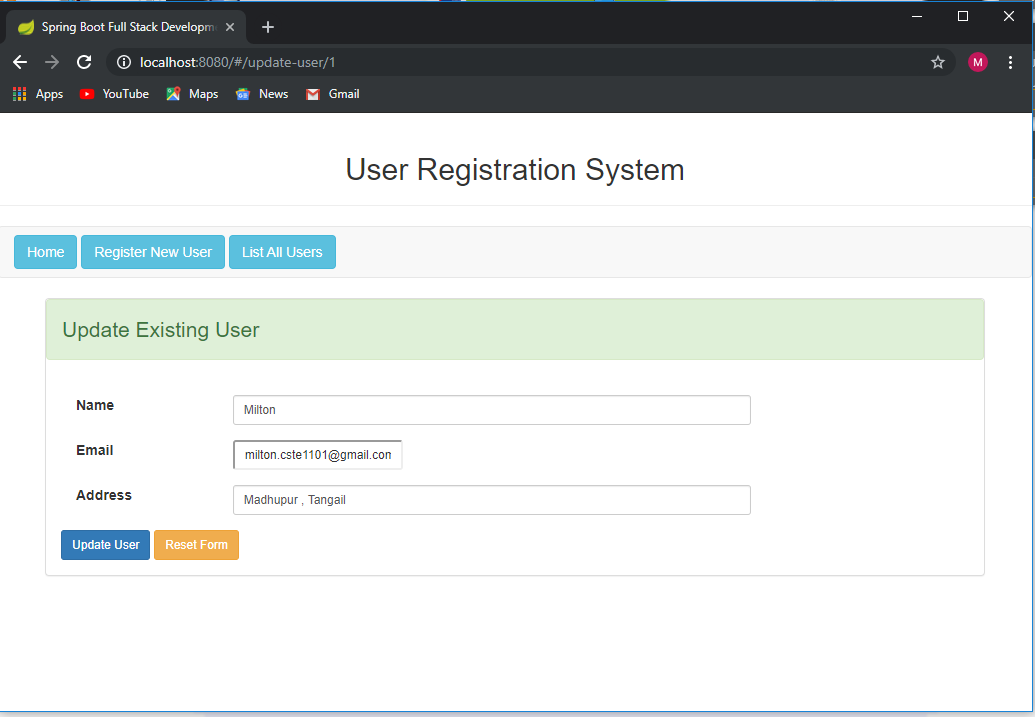 Spring Boot Full Stack Developm
localhost:8080/#/update-user/1
M
Apps YouTube Maps News Gmail
User Registration System
Home Register New User List All Users
Update Existing User
Name Milton
Email milton.cste1101@gmail.con
Address Madhupur , Tangail
Update User Reset Form